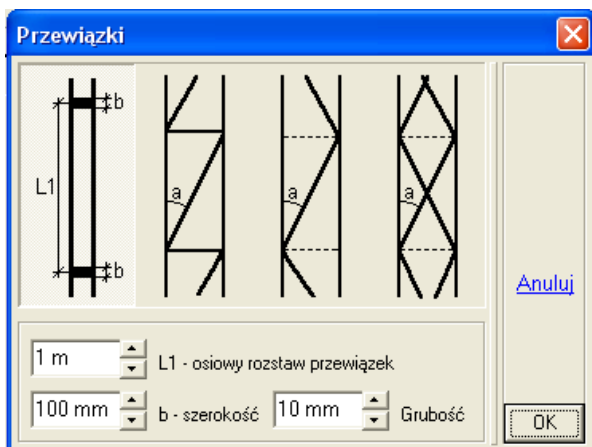 Przewiązki
b
L1
a
a
a
b
Anuluj
1 m
L1 - osiowy rozstaw przewiązek
100 mm
b - szerokość
10 mm
Grubość
OK